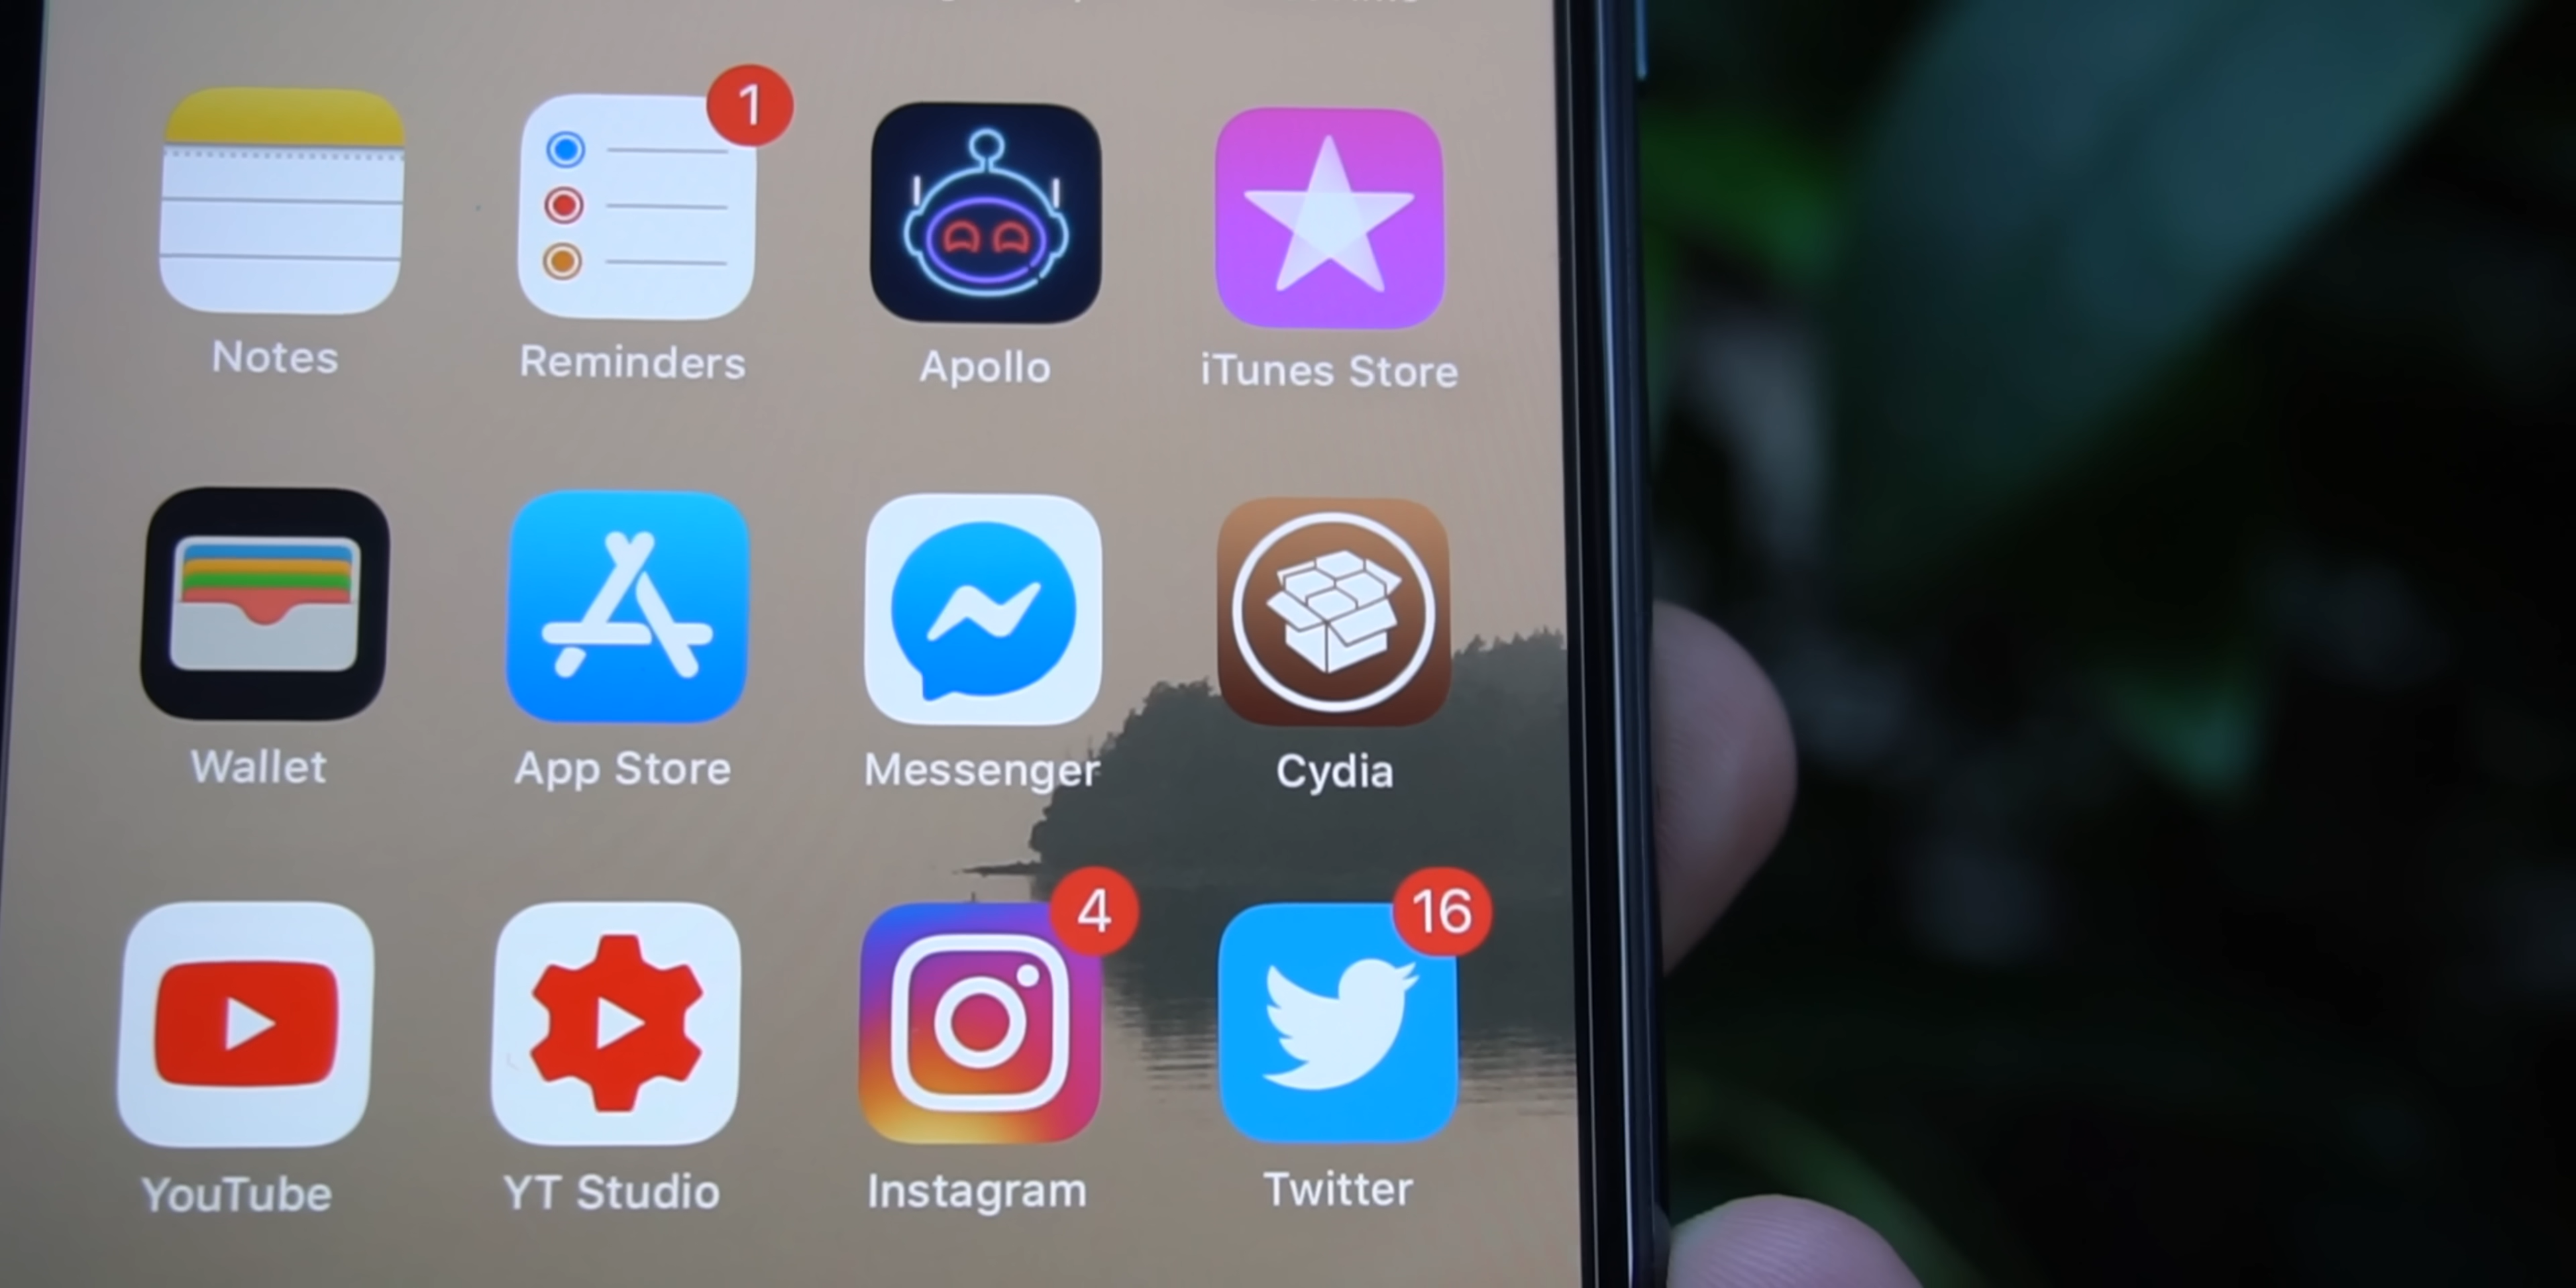 1
Notes
Reminders
Apollo
iTunes Store
Wallet
App Store
Messenger
Cydia
4
16
YouTube
YT Studio
Instagram
Twitter